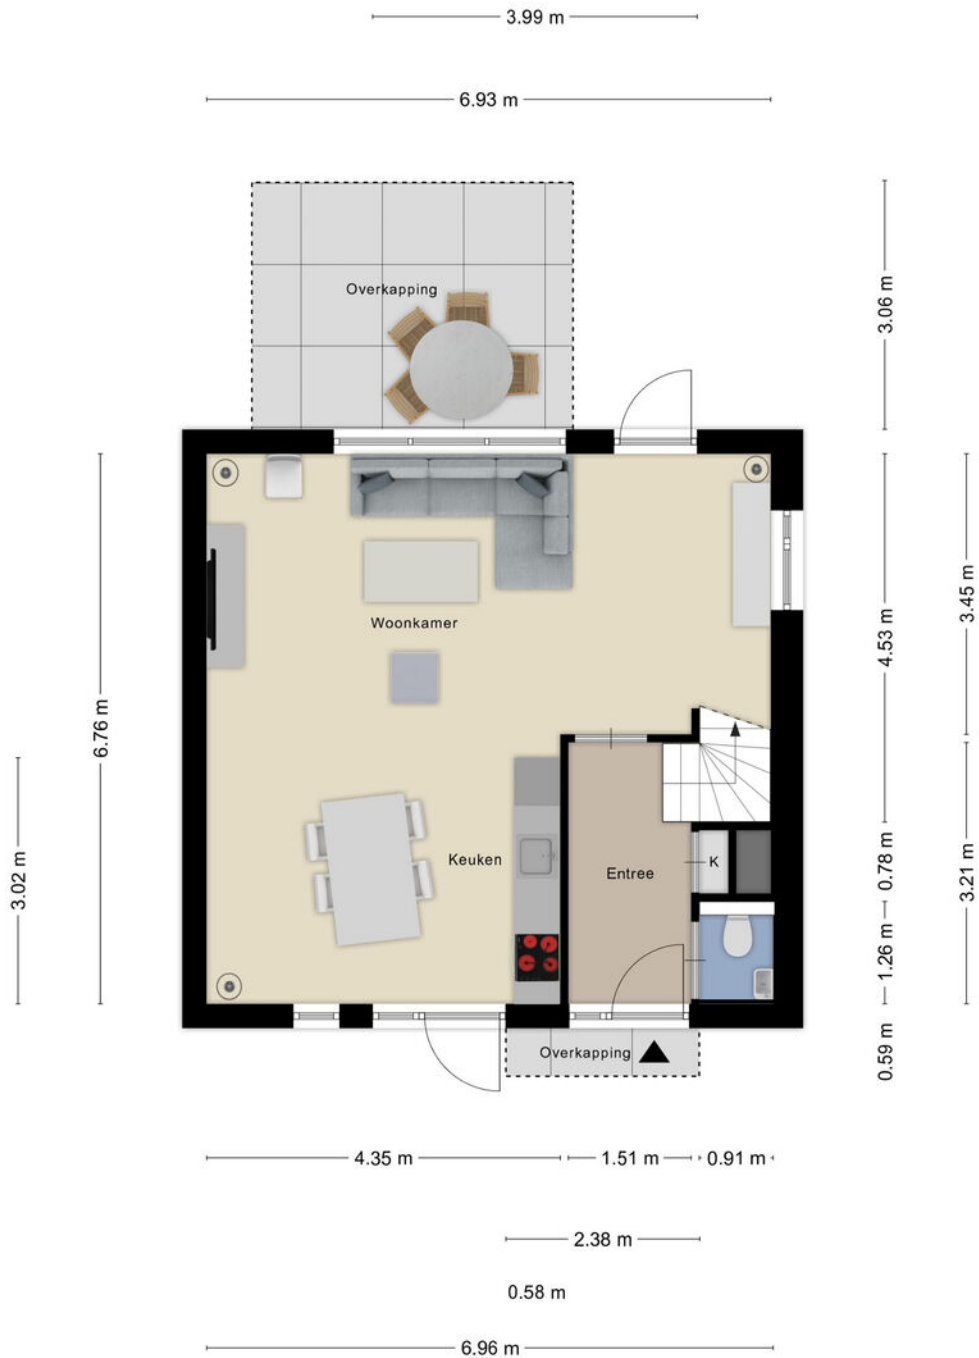 3.99 m
6.93 m
Overkapping
3.06 m
Woonkamer
4.53 m
3.45 m
6.76 m
Keuken
Entree
K
0.78 m
3.02 m
3.21 m
1.26 m
Overkapping
0.59 m
4.35 m
1.51 m
0.91 m
2.38 m
0.58 m
6.96 m